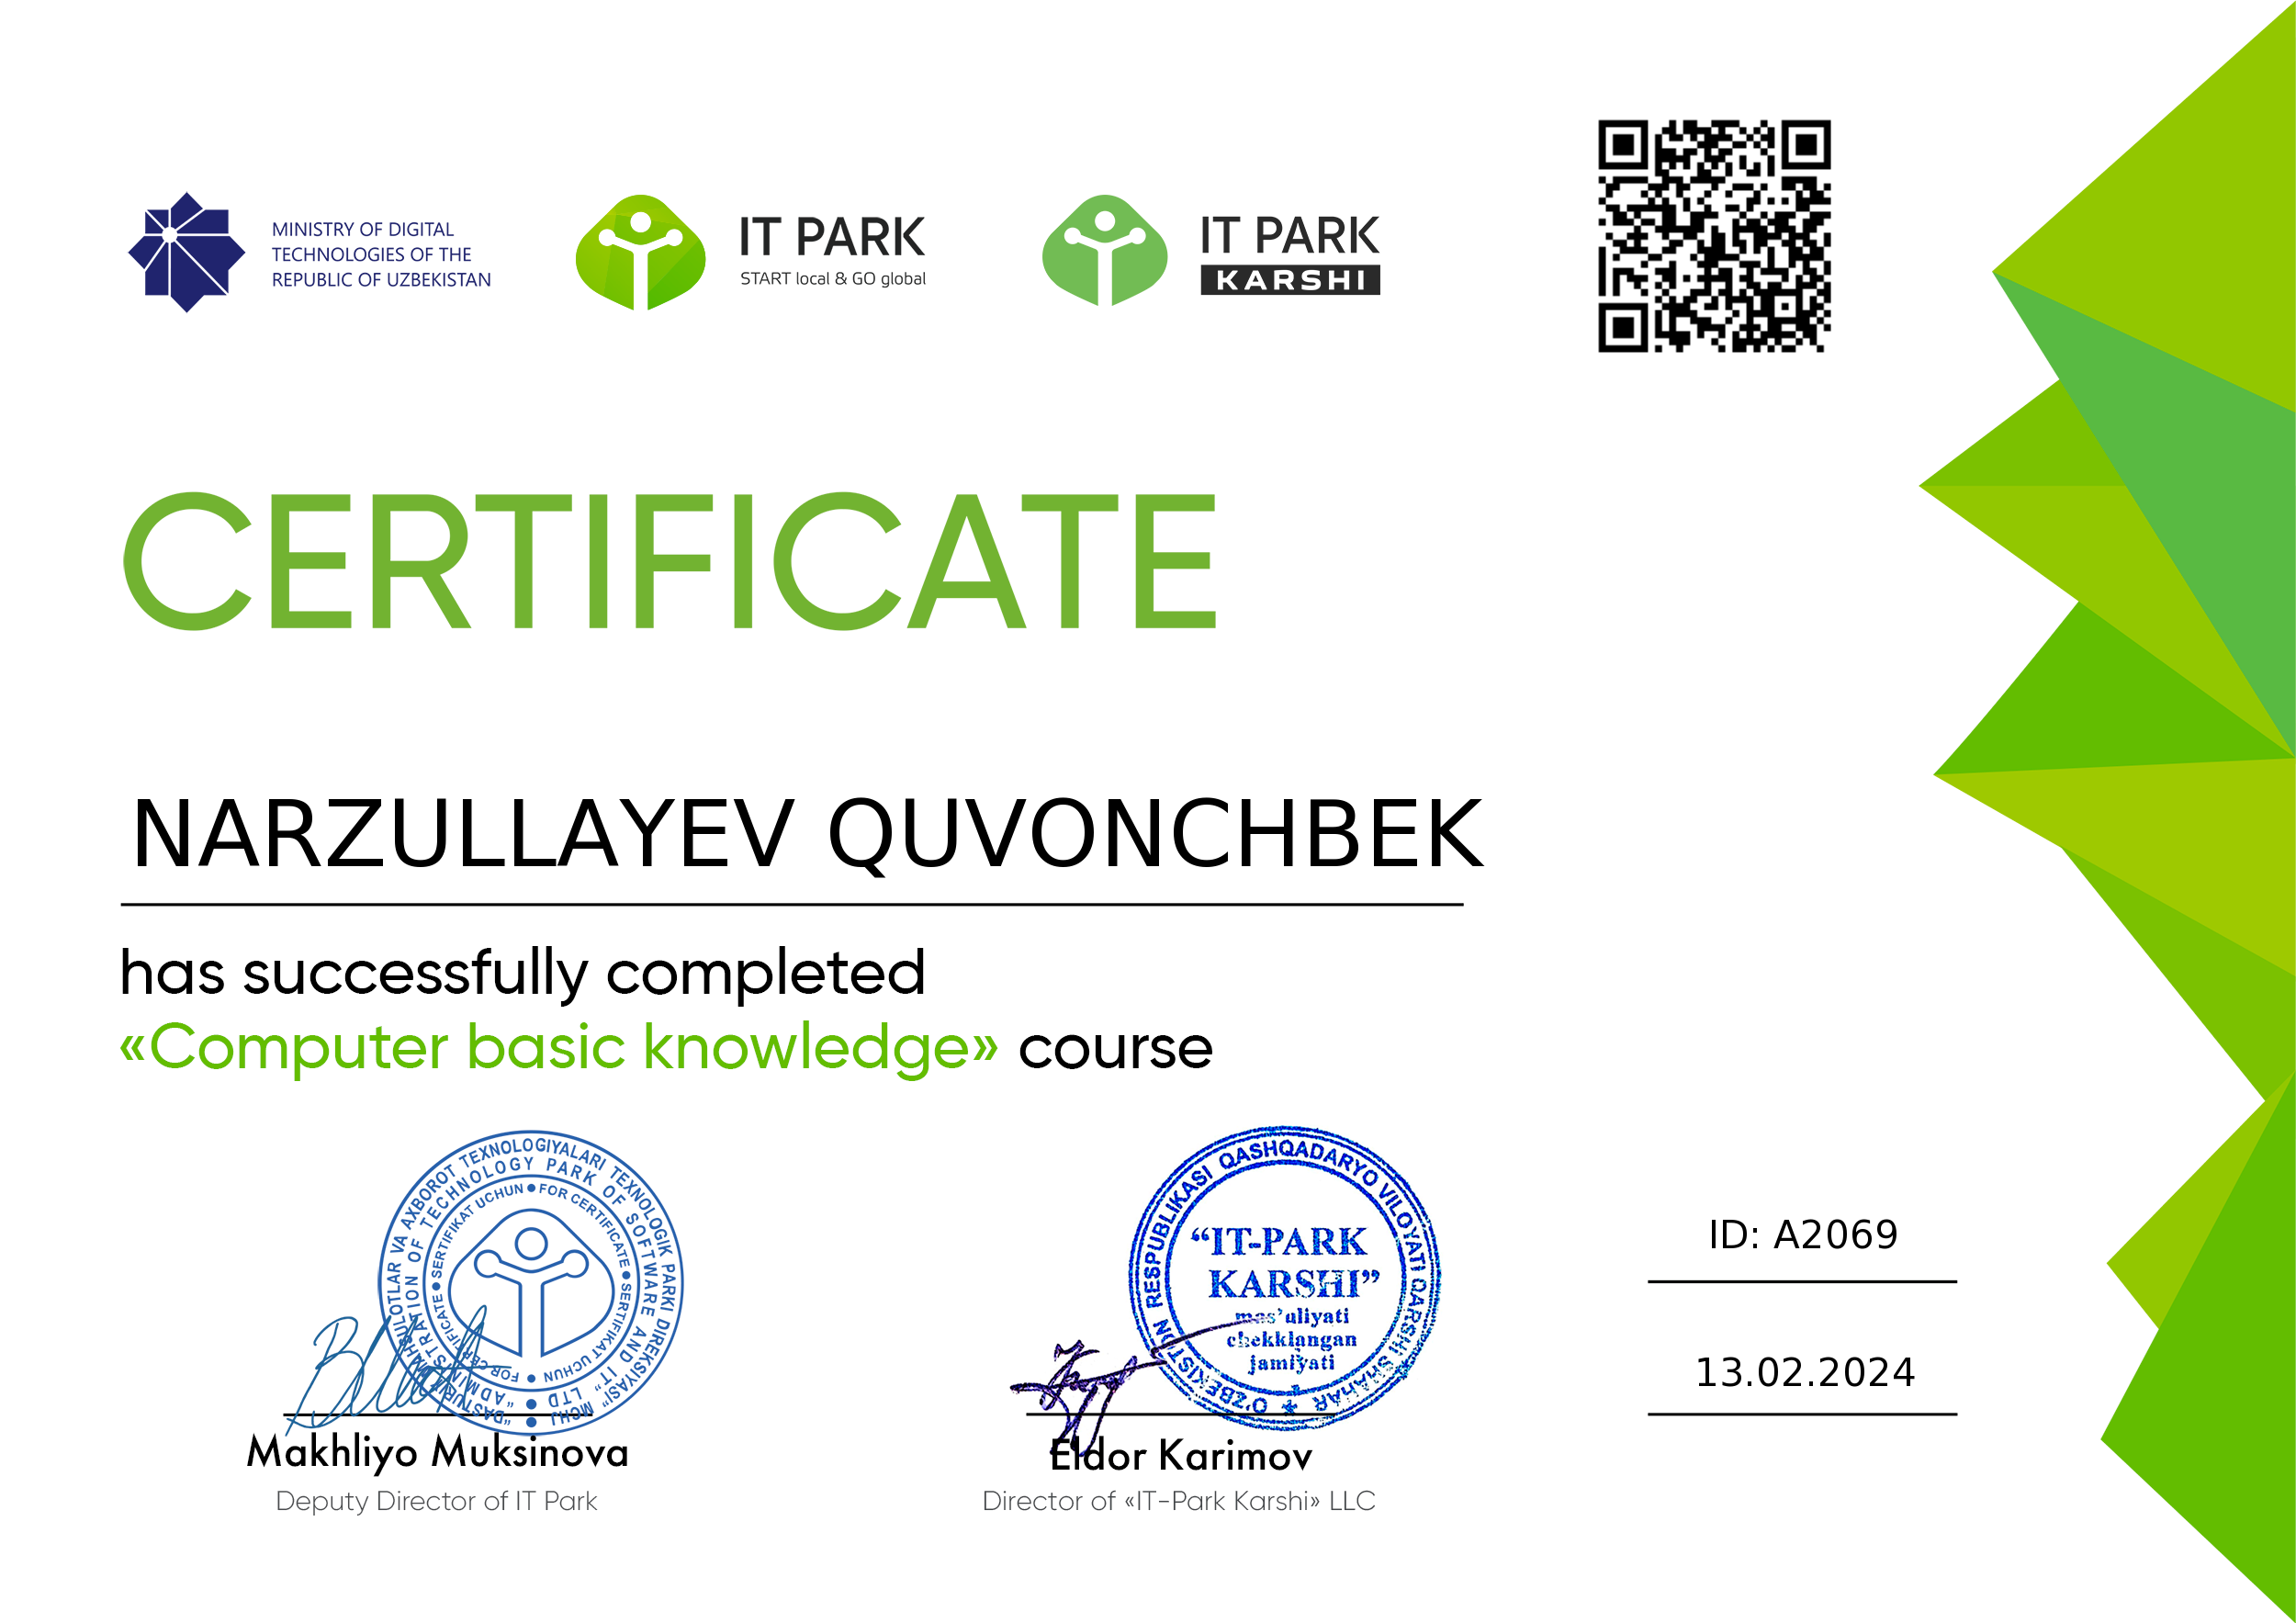 MINISTRY OF DIGITAL
TECHNOLOGIES OF THE
REPUBLIC OF UZBEKISTAN
IT PARK
START local & GO global
IT PARK
KARSHI
CERTIFICATE
NARZULLAYEV QUVONCHBEK
has successfully completed
«Computer basic knowledge» course
"DASTURIY MAHSULOTLAR VA AXBOROT TEXNOLOGIYALARI TEXNOLOGIK PARKI DIREKSIYASI" MCHJ
"ADMINISTRATION OF TECHNOLOGY PARK OF SOFTWARE AND IT" LTD
SERTIFIKAT UCHUN • FOR CERTIFICATE • SERTIFIKAT UCHUN • FOR CERTIFICATE •
O'ZBEKISTON RESPUBLIKASI QASHQADARYO VILOYATI QARSHI SHAHAR
“IT-PARK
KARSHI”
mas’uliyati
chekklangan
jamiyati
ID: A2069
13.02.2024
Makhliyo Muksinova
Deputy Director of IT Park
Eldor Karimov
Director of «IT-Park Karshi» LLC